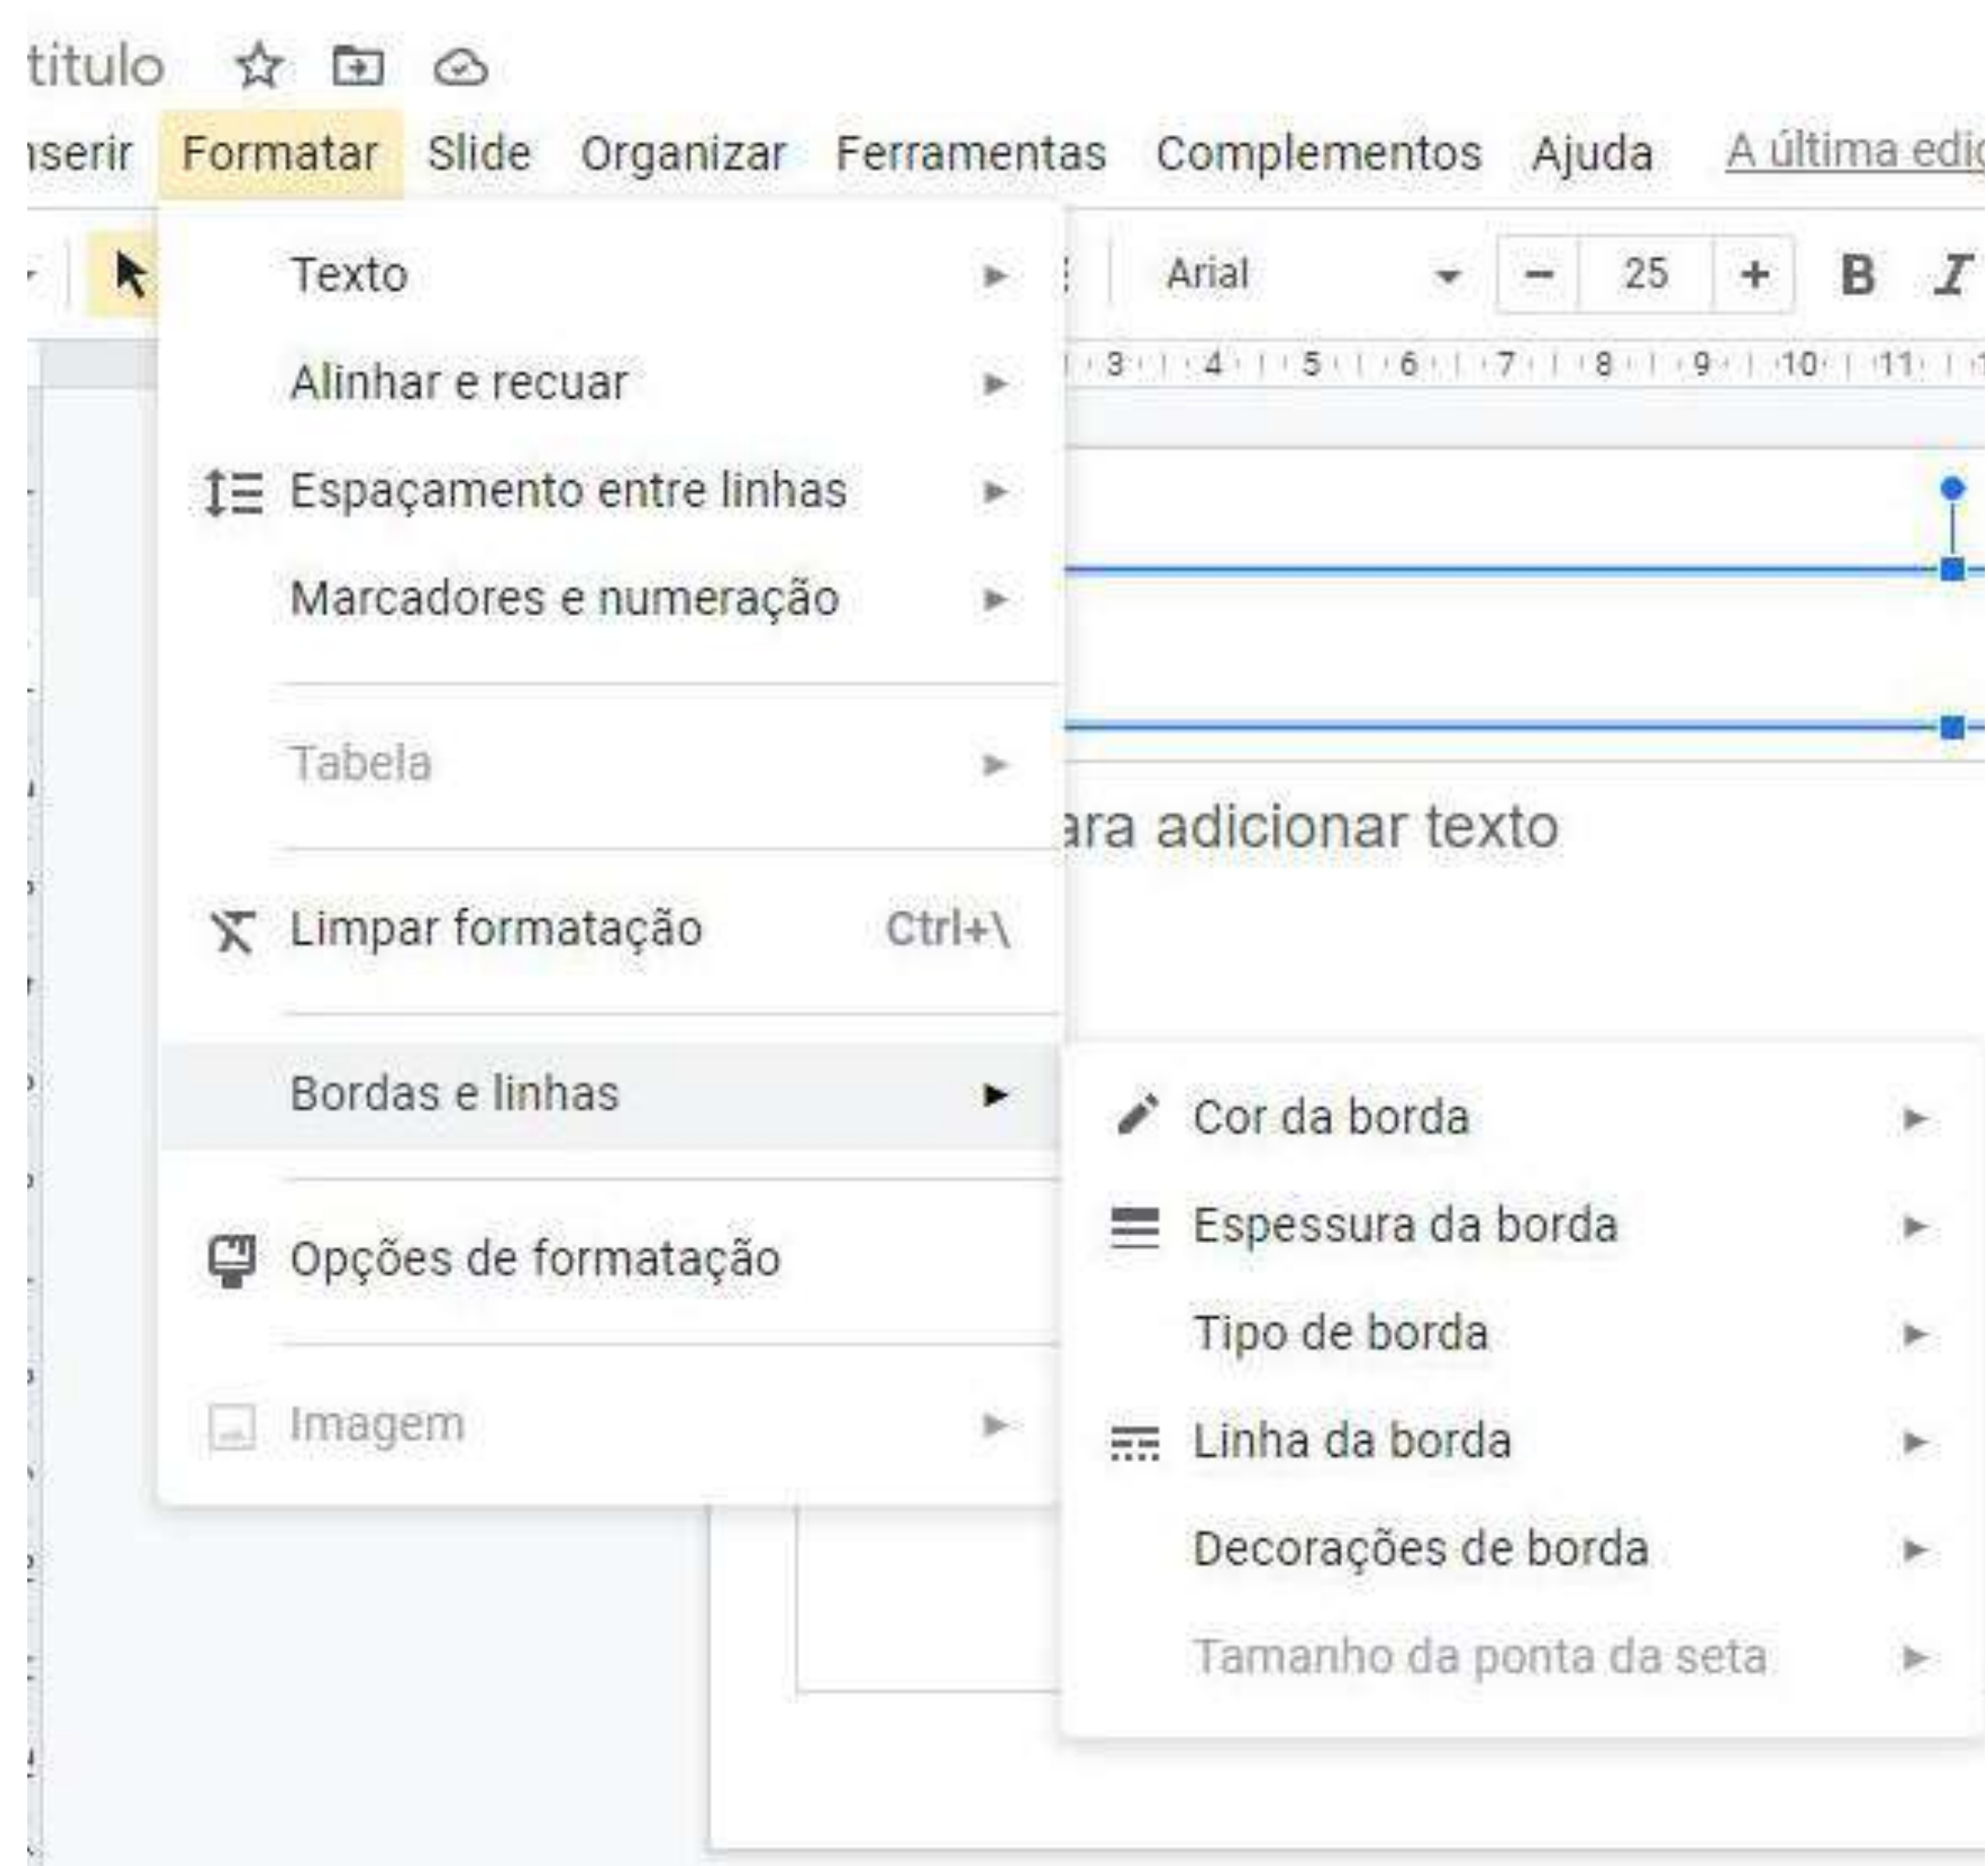 titulo
Formatar Slide Organizar Ferramentas Complementos Ajuda A última
Texto
Arial 25 B I
Alinhar e recuar
3 4 5 6 7 8 9 10 11
Espaçamento entre linhas
Marcadores e numeração
Tabela
adicionar texto
Limpar formatação Ctrl+\
Bordas e linhas
Cor da borda
Espessura da borda
Opções de formatação
Tipo de borda
Imagem
Linha da borda
Decorações de borda
Tamanho da ponta da seta